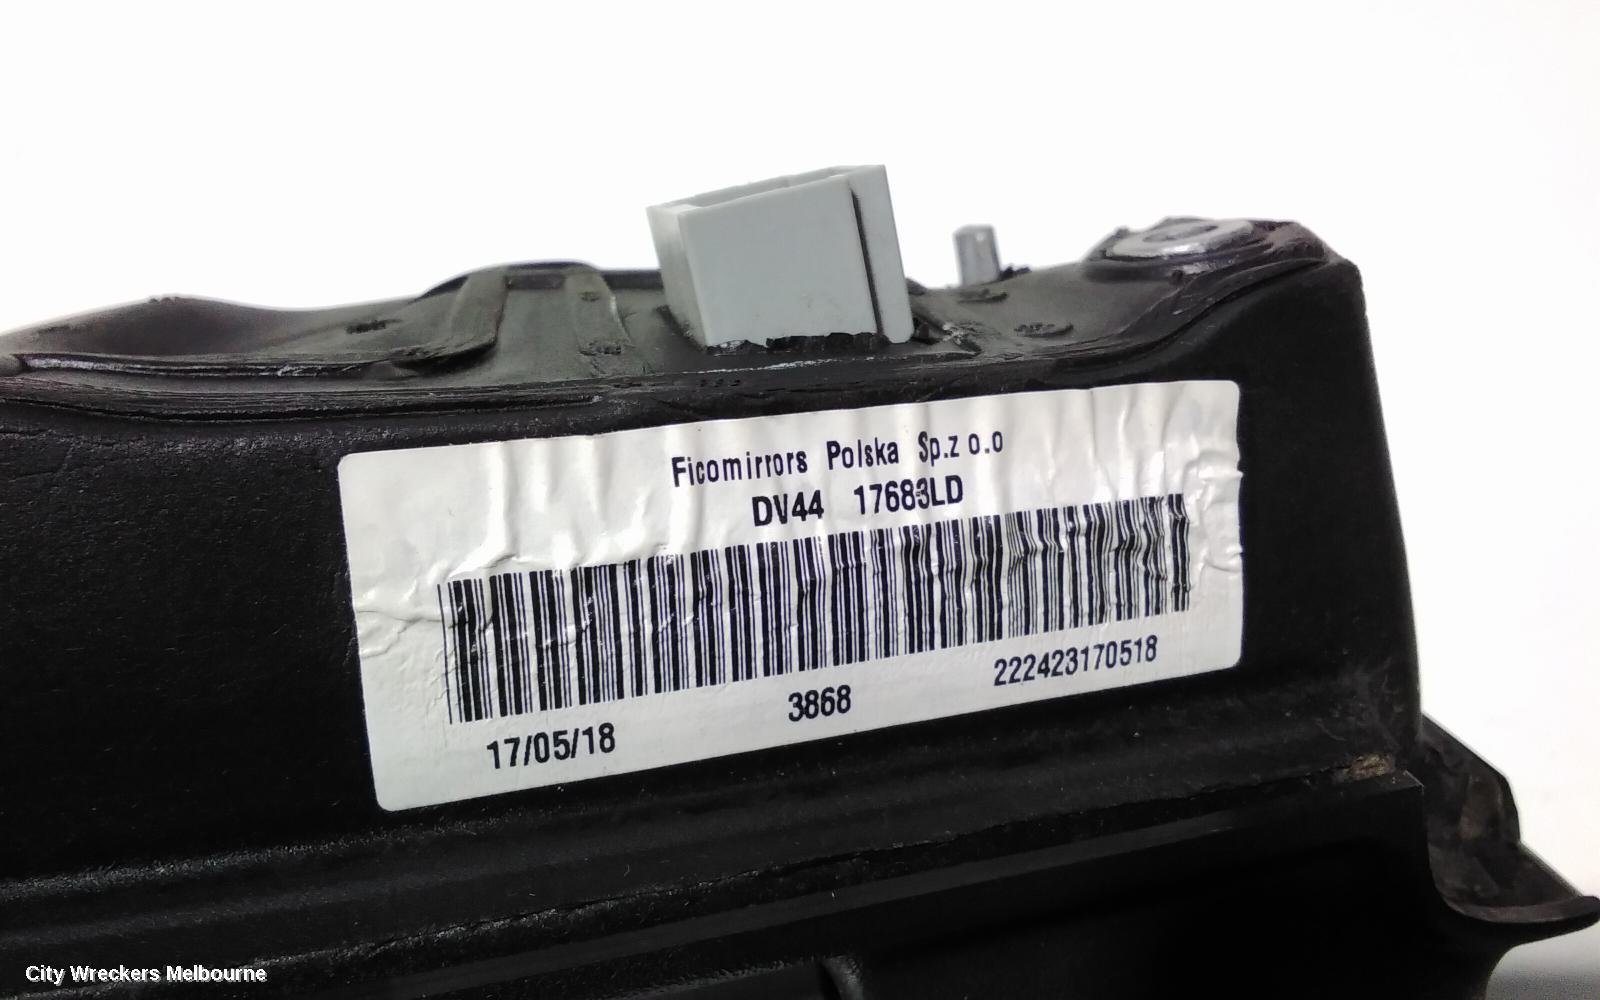 Ficomirrors Polska Sp.z o.o
DV44 17683LD
17/05/18 3868 222423170518
City Wreckers Melbourne